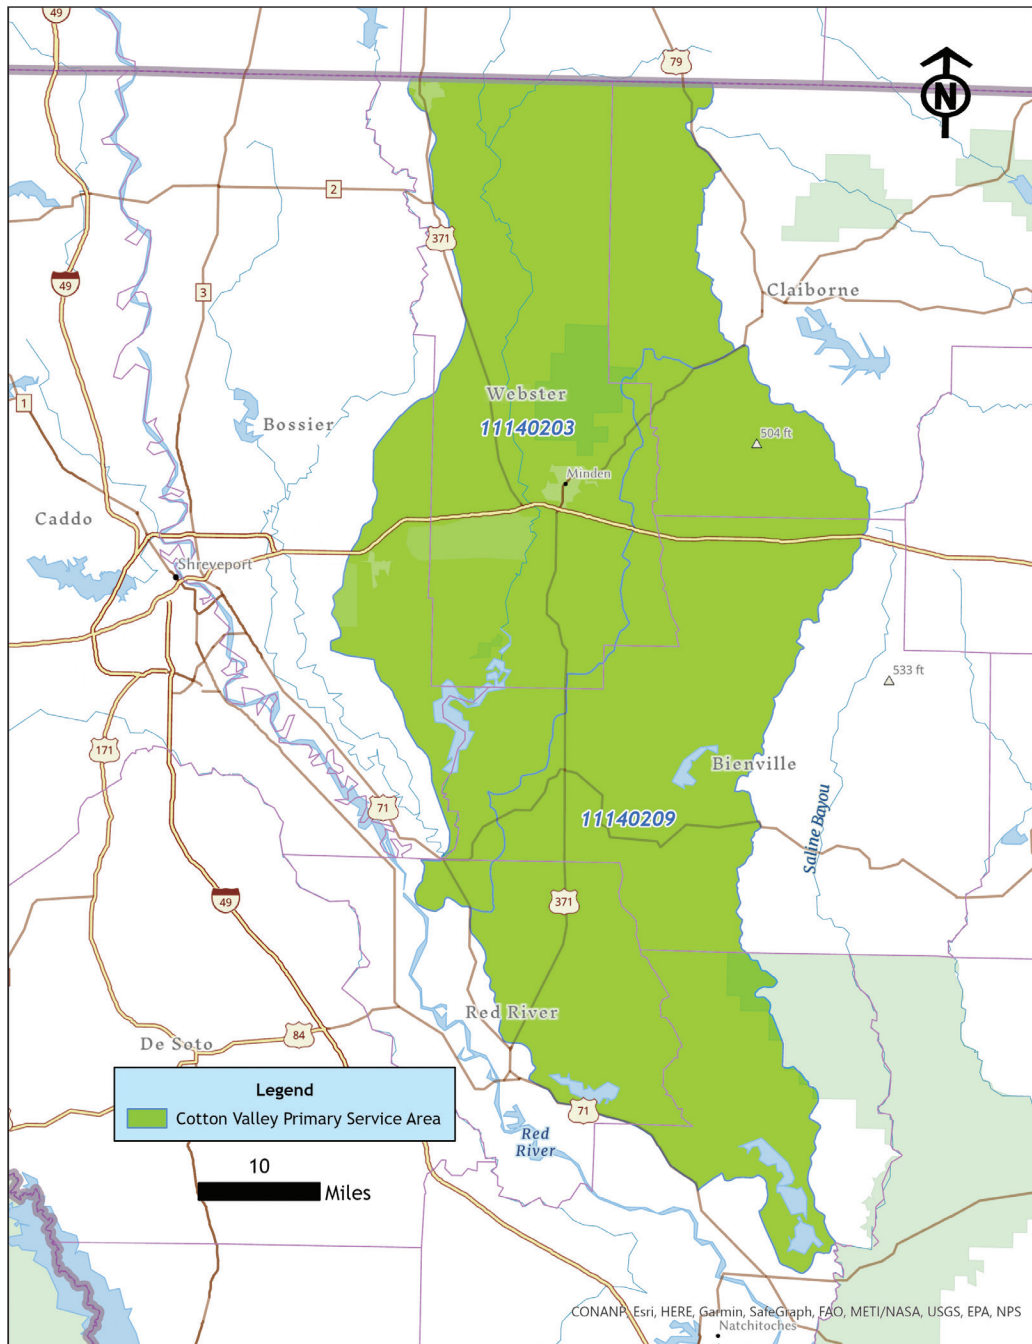 49
79
N
2
371
49
3
Claiborne
Webster
1
11140203
Bossier
504 ft
Minden
Caddo
Shreveport
533 ft
171
Bienville
71
11140209
Saline Bayou
49
371
Red River
84
De Soto
Legend
Cotton Valley Primary Service Area
71
Red
River
10
Miles
CONANP, Esri, HERE, Garmin, SafeGraph, FAO, METI/NASA, USGS, EPA, NPS
Natchitoches